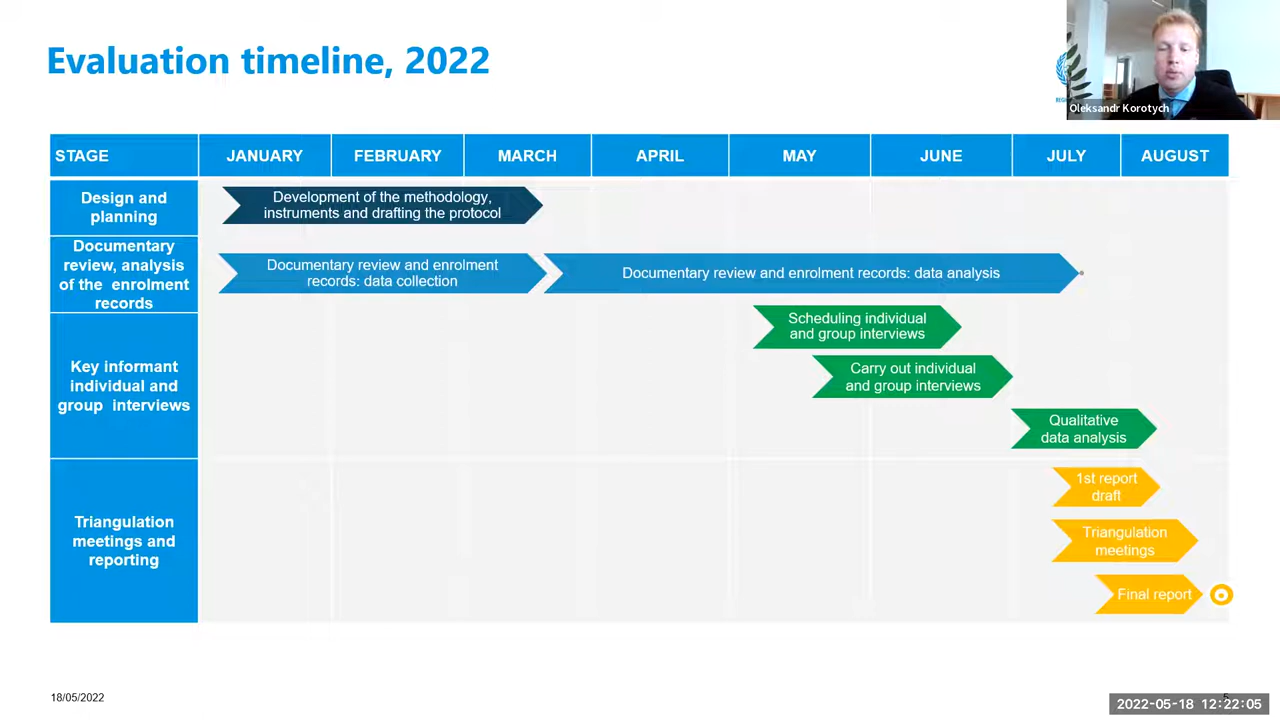 Evaluation timeline, 2022
Oleksandr Korotych
STAGE JANUARY FEBRUARY MARCH APRIL MAY JUNE JULY AUGUST
Design and
planning
Development of the methodology,
instruments and drafting the protocol
Documentary
review, analysis
of the enrolment
records
Documentary review and enrolment
records: data collection
Documentary review and enrolment records: data analysis
Key informant
individual and
group interviews
Scheduling individual
and group interviews
Carry out individual
and group interviews
Qualitative
data analysis
Triangulation
meetings and
reporting
1st report
draft
Triangulation
meetings
Final report
18/05/2022
5
2022-05-18 12:22:05